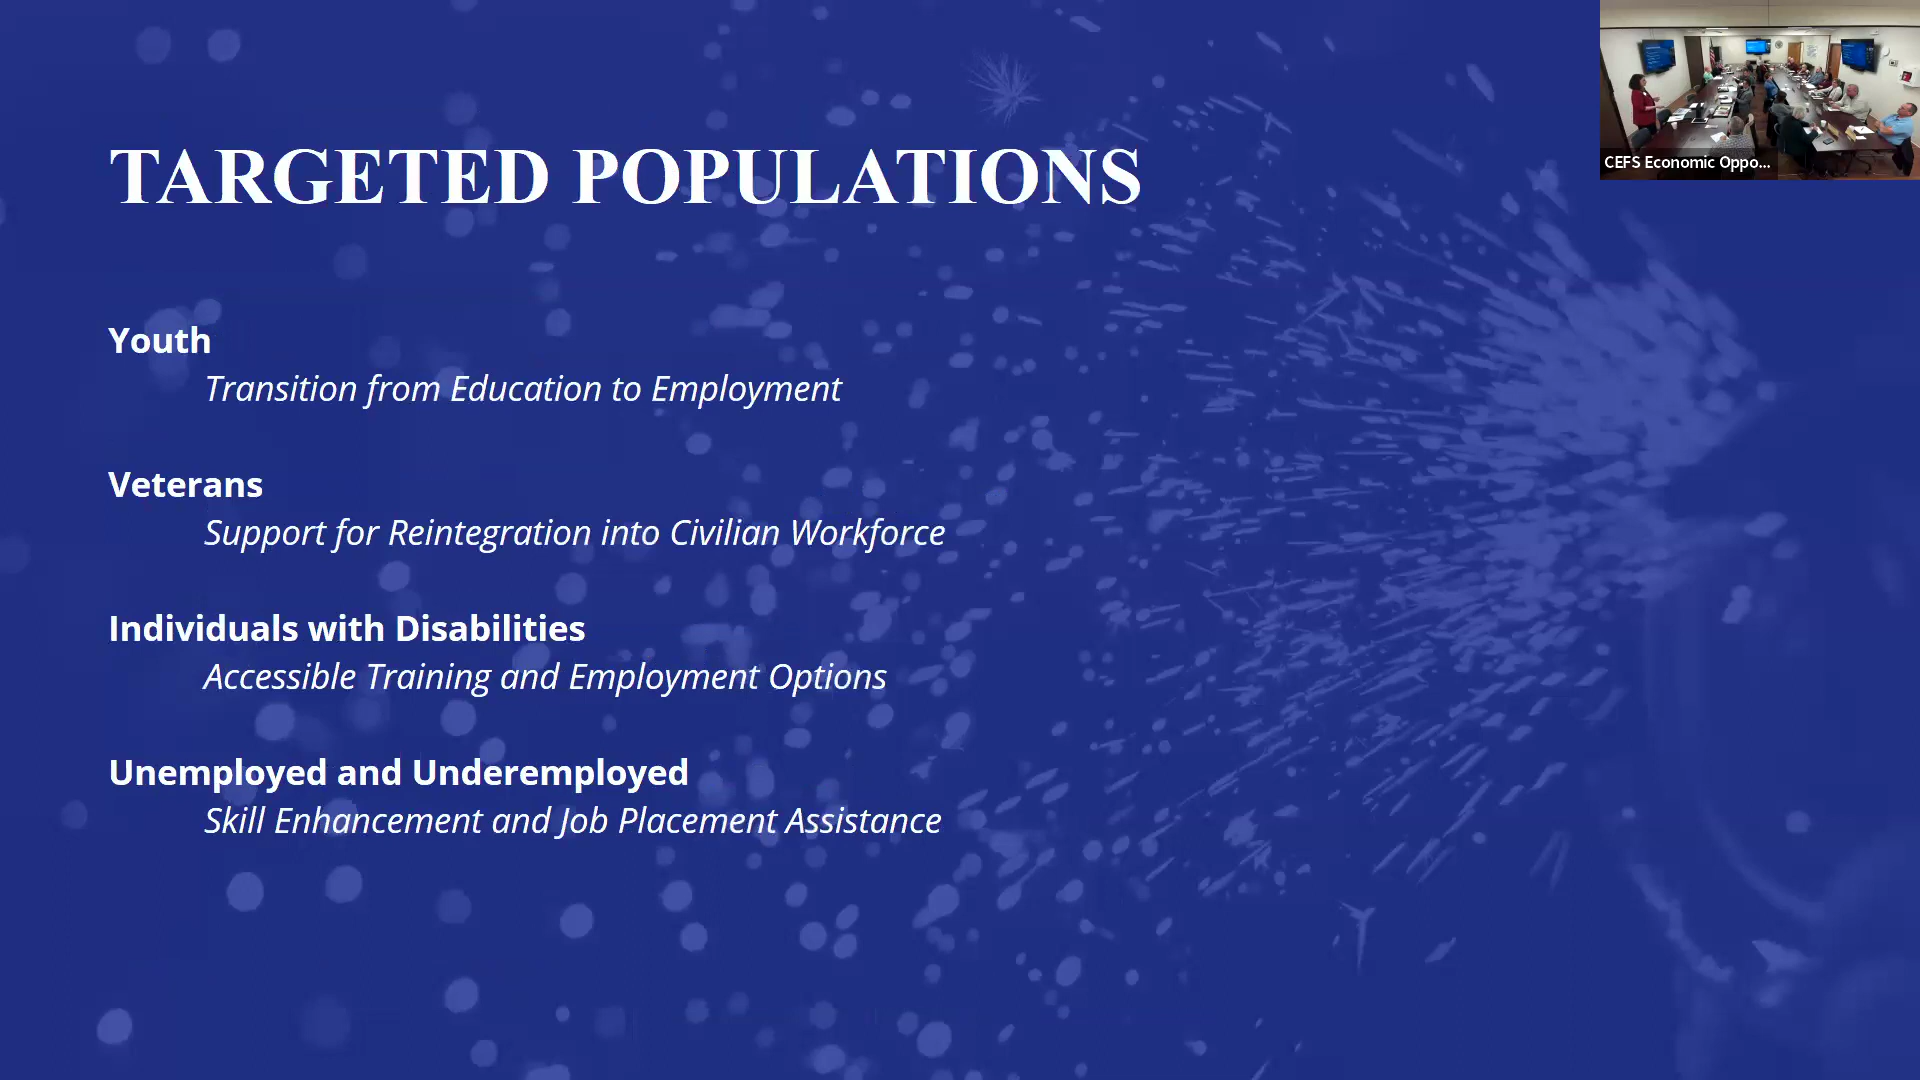 CEFS Economic Oppo...
TARGETED POPULATIONS
Youth
Transition from Education to Employment
Veterans
Support for Reintegration into Civilian Workforce
Individuals with Disabilities
Accessible Training and Employment Options
Unemployed and Underemployed
Skill Enhancement and Job Placement Assistance